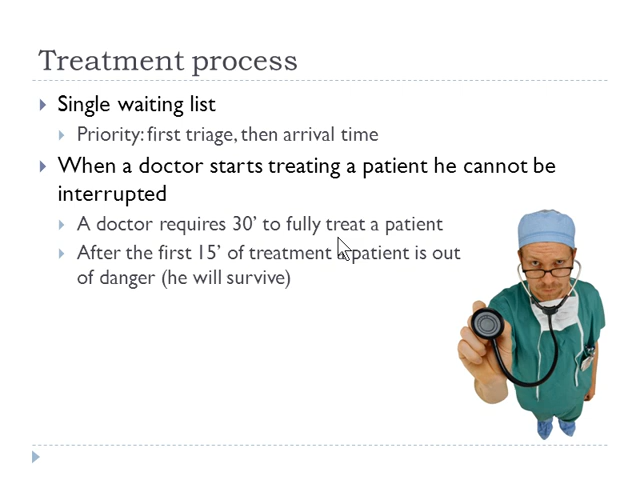 Treatment process
Single waiting list
Priority: first triage, then arrival time
When a doctor starts treating a patient he cannot be
interrupted
A doctor requires 30’ to fully treat a patient
After the first 15’ of treatment a patient is out
of danger (he will survive)